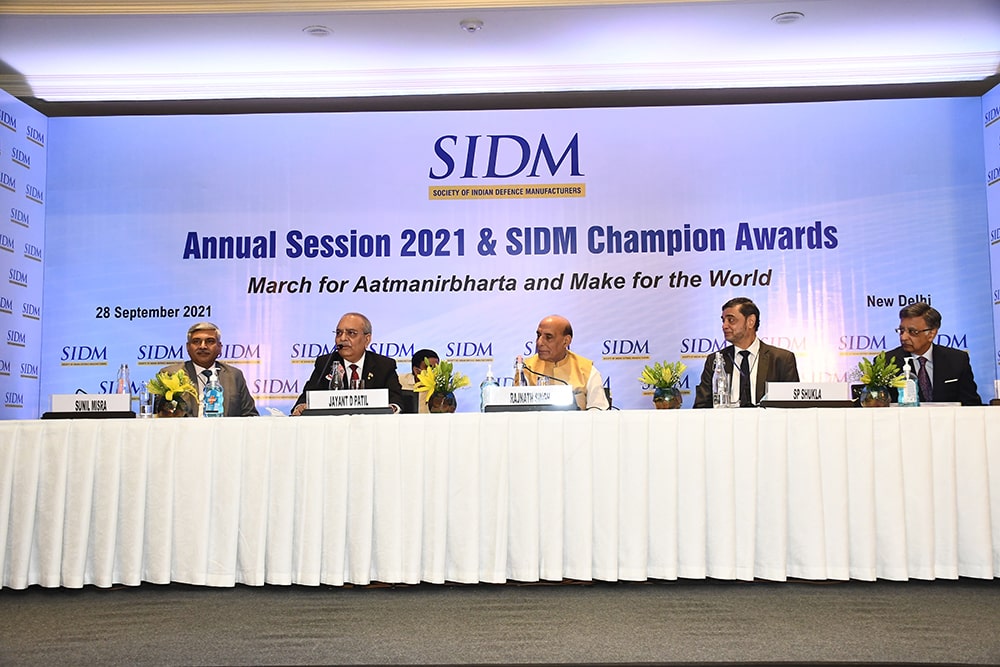 SIDM
SOCIETY OF INDIAN DEFENCE MANUFACTURERS
Annual Session 2021 & SIDM Champion Awards
March for Aatmanirbharta and Make for the World
28 September 2021
New Delhi
SUNIL MISRA
JAYANT D PATIL
RAJNATH SINGH
SP SHUKLA